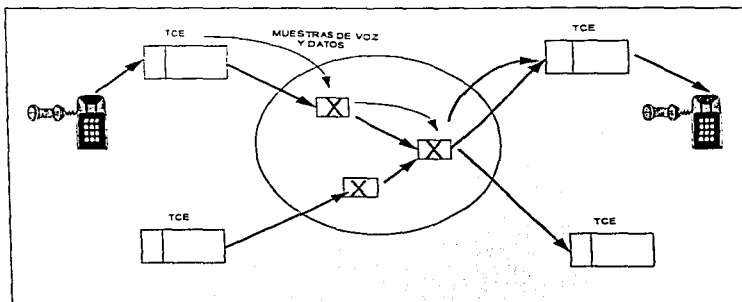 TCE
MUESTRAS DE VOZ
Y DATOS
TCE
X
X
X
TCE
TCE